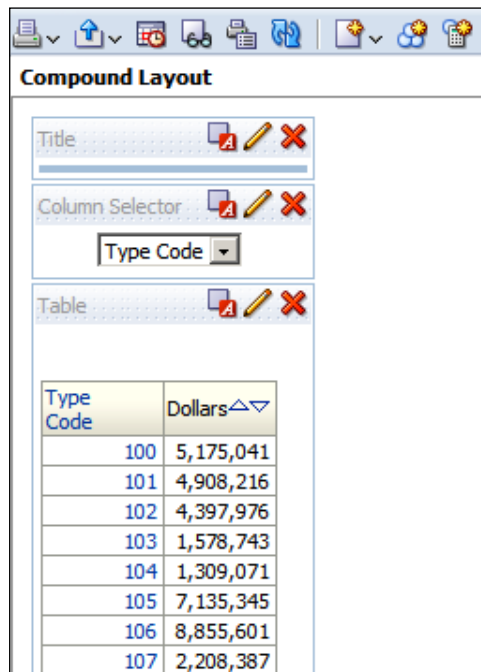 Compound Layout
Title
Column Selector
Type Code
Table
Type Code Dollars
100 5,175,041
101 4,908,216
102 4,397,976
103 1,578,743
104 1,309,071
105 7,135,345
106 8,855,601
107 2,208,387